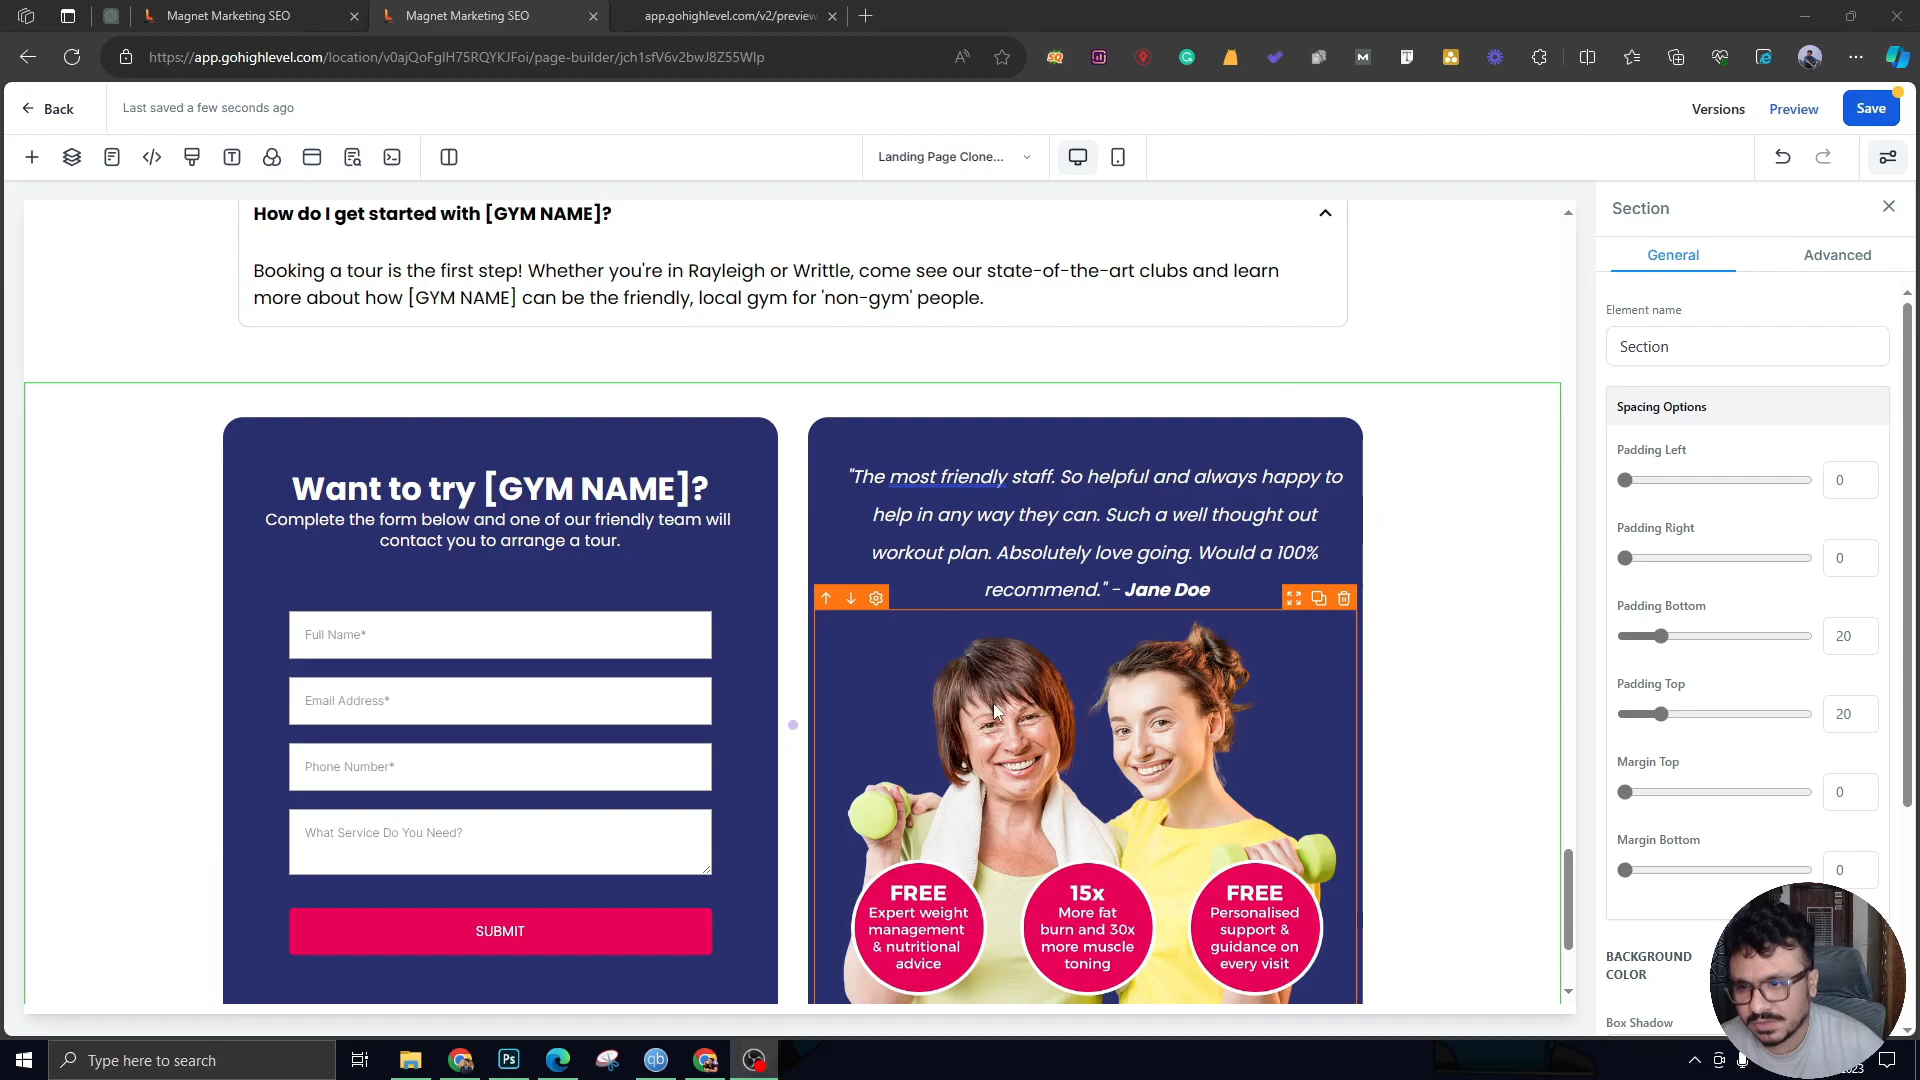 Magnet Marketing SEO
Magnet Marketing SEO
app.gohighlevel.com/v2/preview
https://app.gohighlevel.com/location/v0ajQoFglH75RQYKJFoi/page-builder/jch1sfV6v2bwJ8Z55Wlp
Back
Last saved a few seconds ago
Versions
Preview
Save
Landing Page Clone...
How do I get started with [GYM NAME]?
Booking a tour is the first step! Whether you're in Rayleigh or Writtle, come see our state-of-the-art clubs and learn
more about how [GYM NAME] can be the friendly, local gym for 'non-gym' people.
Want to try [GYM NAME]?
Complete the form below and one of our friendly team will
contact you to arrange a tour.
Full Name*
Email Address*
Phone Number*
What Service Do You Need?
SUBMIT
"The most friendly staff. So helpful and always happy to
help in any way they can. Such a well thought out
workout plan. Absolutely love going. Would a 100%
recommend." - Jane Doe
FREE
Expert weight
management
& nutritional
advice
15x
More fat
burn and 30x
more muscle
toning
FREE
Personalised
support &
guidance on
every visit
Section
General
Advanced
Element name
Section
Spacing Options
Padding Left
0
Padding Right
0
Padding Bottom
20
Padding Top
20
Margin Top
0
Margin Bottom
0
BACKGROUND
COLOR
Box Shadow
Type here to search
Ps
qb